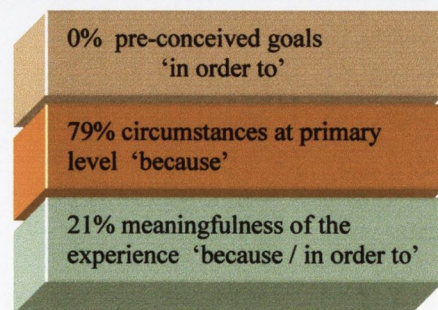 0% pre-conceived goals
'in order to'
79% circumstances at primary
level 'because'
21% meaningfulness of the
experience 'because / in order to'